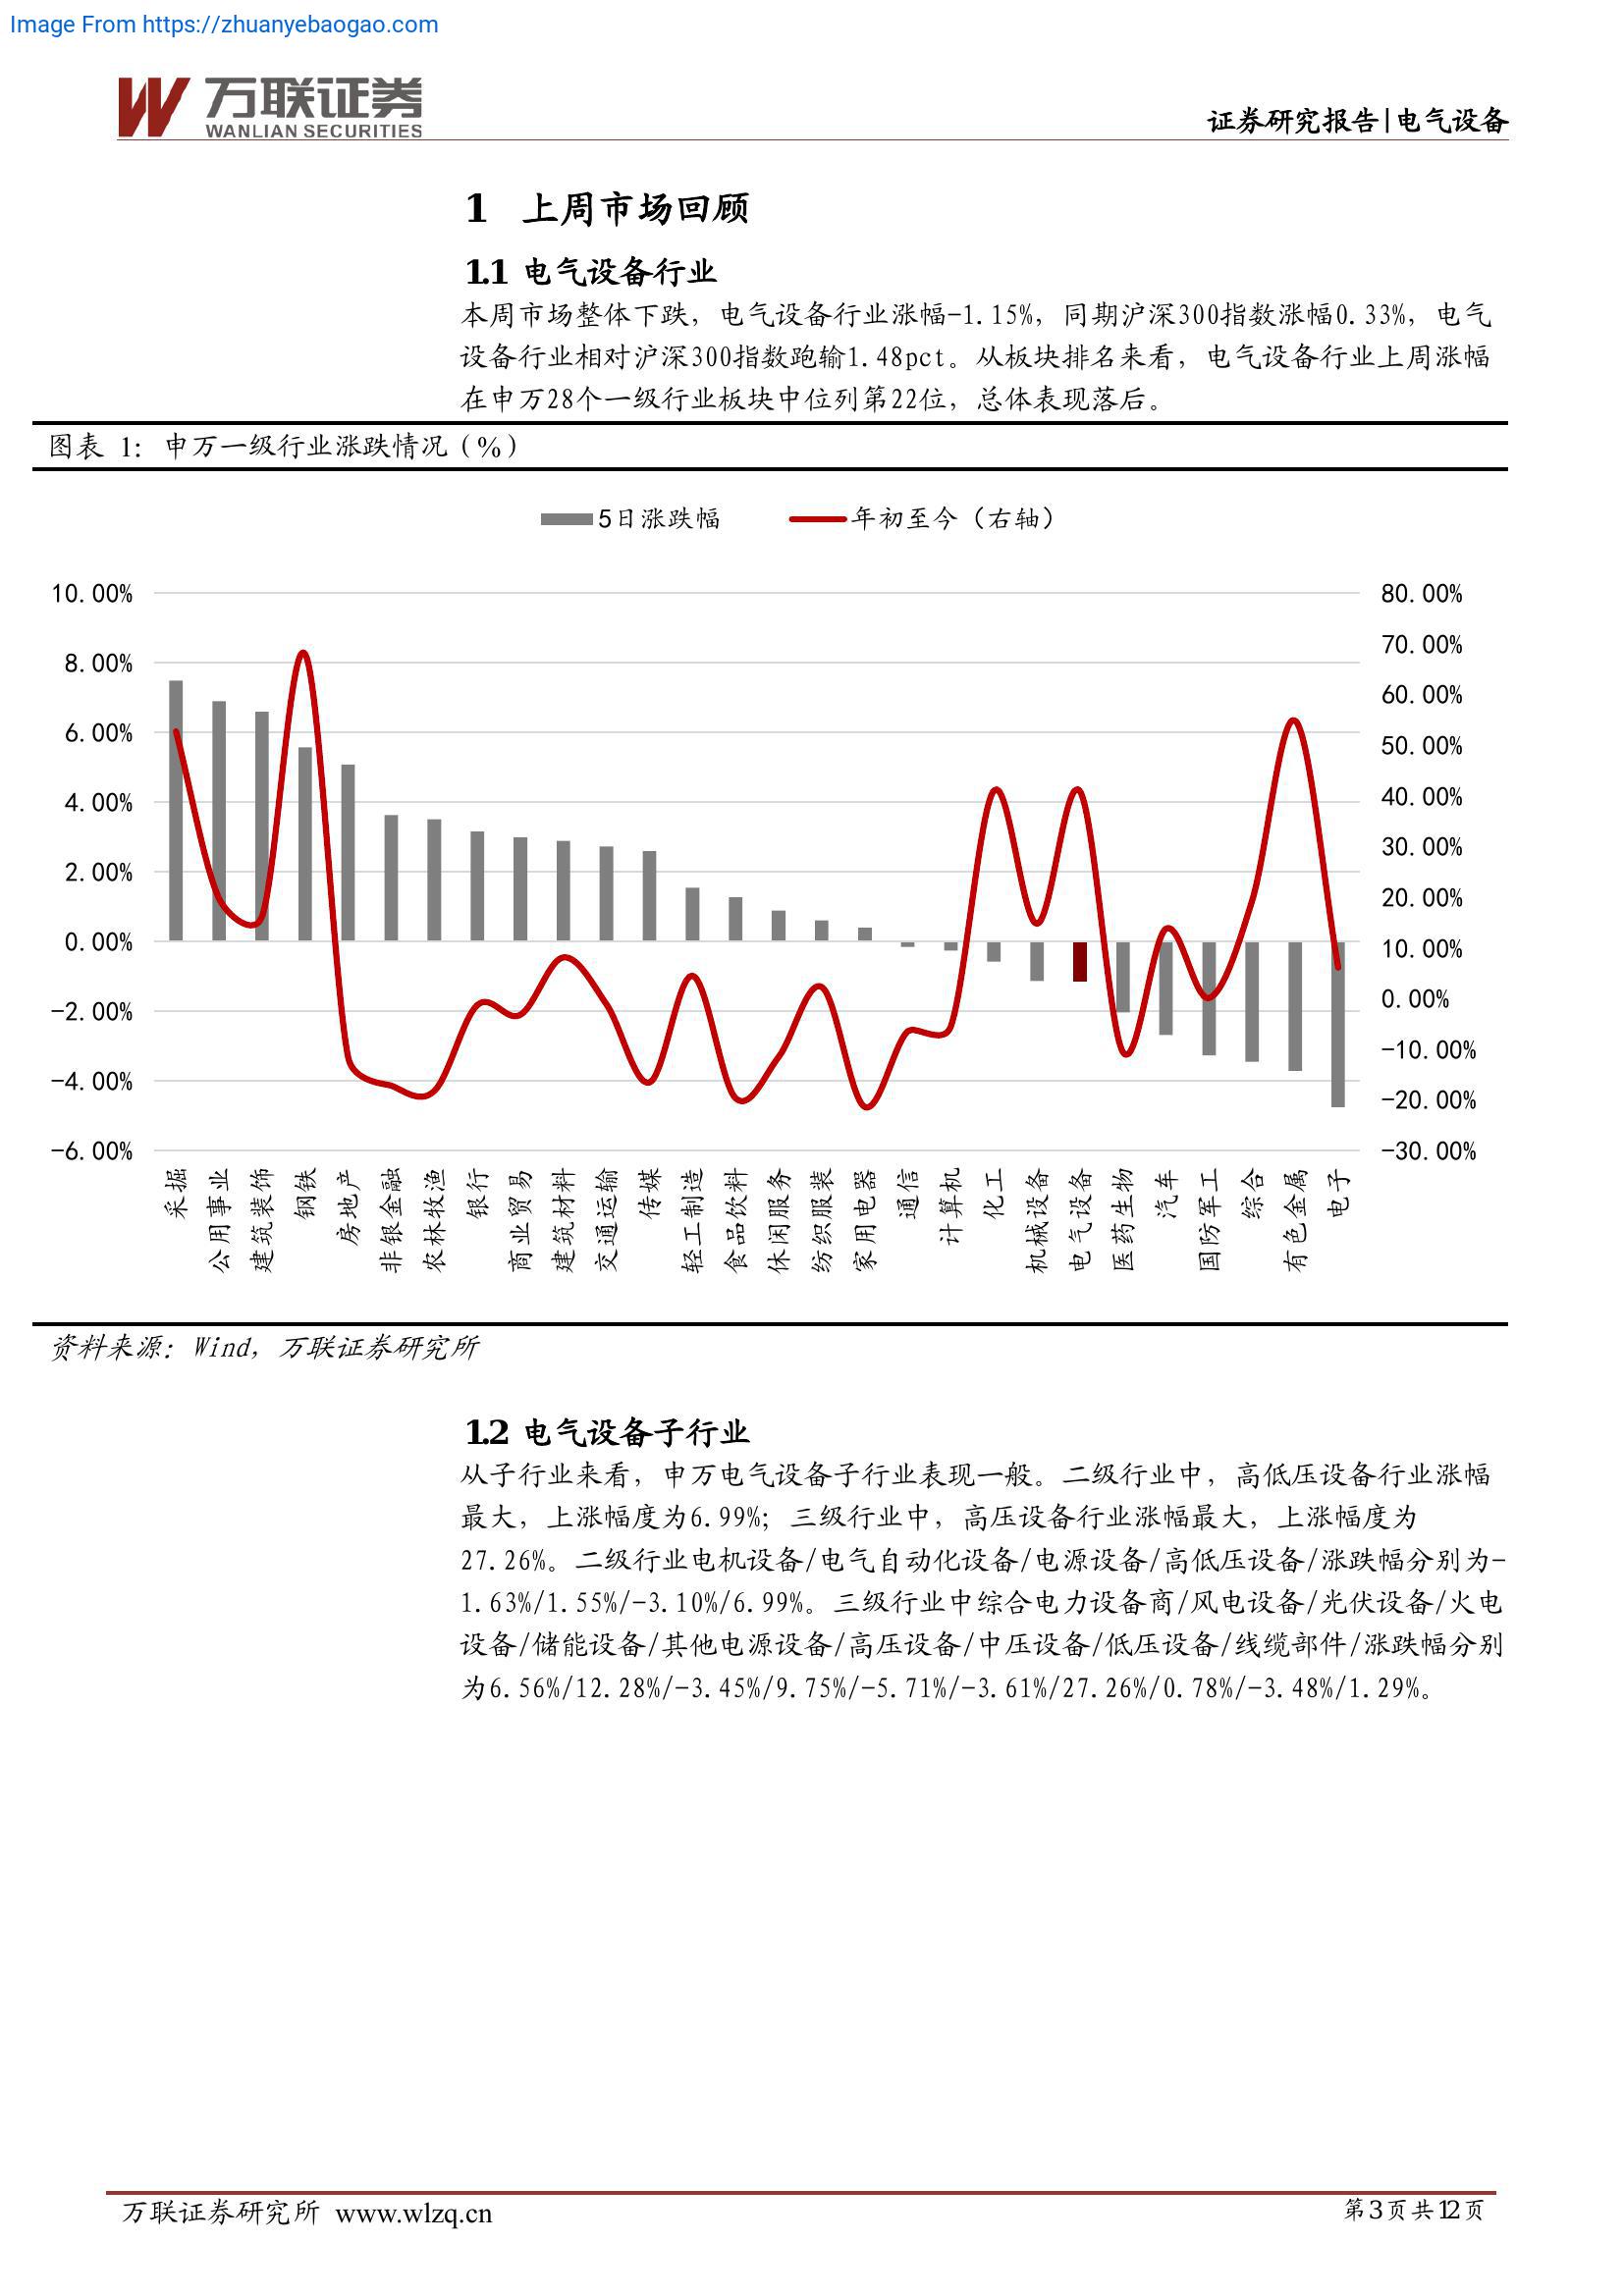 Image From https://zhuanyebaogao.com
万联证券
WANLIAN SECURITIES
证券研究报告|电气设备
1 上周市场回顾
1.1 电气设备行业
本周市场整体下跌，电气设备行业涨幅-1.15%，同期沪深300指数涨幅0.33%，电气
设备行业相对沪深300指数跑输1.48pct。从板块排名来看，电气设备行业上周涨幅
在申万28个一级行业板块中位列第22位，总体表现落后。
图表 1：申万一级行业涨跌情况（%）
5日涨跌幅
年初至今（右轴）
10.00%
8.00%
6.00%
4.00%
2.00%
0.00%
-2.00%
-4.00%
-6.00%
80.00%
70.00%
60.00%
50.00%
40.00%
30.00%
20.00%
10.00%
0.00%
-10.00%
-20.00%
-30.00%
采掘
公用事业
建筑装饰
钢铁
房地产
非银金融
农林牧渔
银行
商业贸易
建筑材料
交通运输
传媒
轻工制造
食品饮料
休闲服务
纺织服装
家用电器
通信
计算机
化工
机械设备
电气设备
医药生物
汽车
国防军工
综合
有色金属
电子
资料来源：Wind，万联证券研究所
1.2 电气设备子行业
从子行业来看，申万电气设备子行业表现一般。二级行业中，高低压设备行业涨幅
最大，上涨幅度为6.99%；三级行业中，高压设备行业涨幅最大，上涨幅度为
27.26%。二级行业电机设备/电气自动化设备/电源设备/高低压设备/涨跌幅分别为-
1.63%/1.55%/-3.10%/6.99%。三级行业中综合电力设备商/风电设备/光伏设备/火电
设备/储能设备/其他电源设备/高压设备/中压设备/低压设备/线缆部件/涨跌幅分别
为6.56%/12.28%/-3.45%/9.75%/-5.71%/-3.61%/27.26%/0.78%/-3.48%/1.29%。
万联证券研究所 www.wlzq.cn
第3页共12页